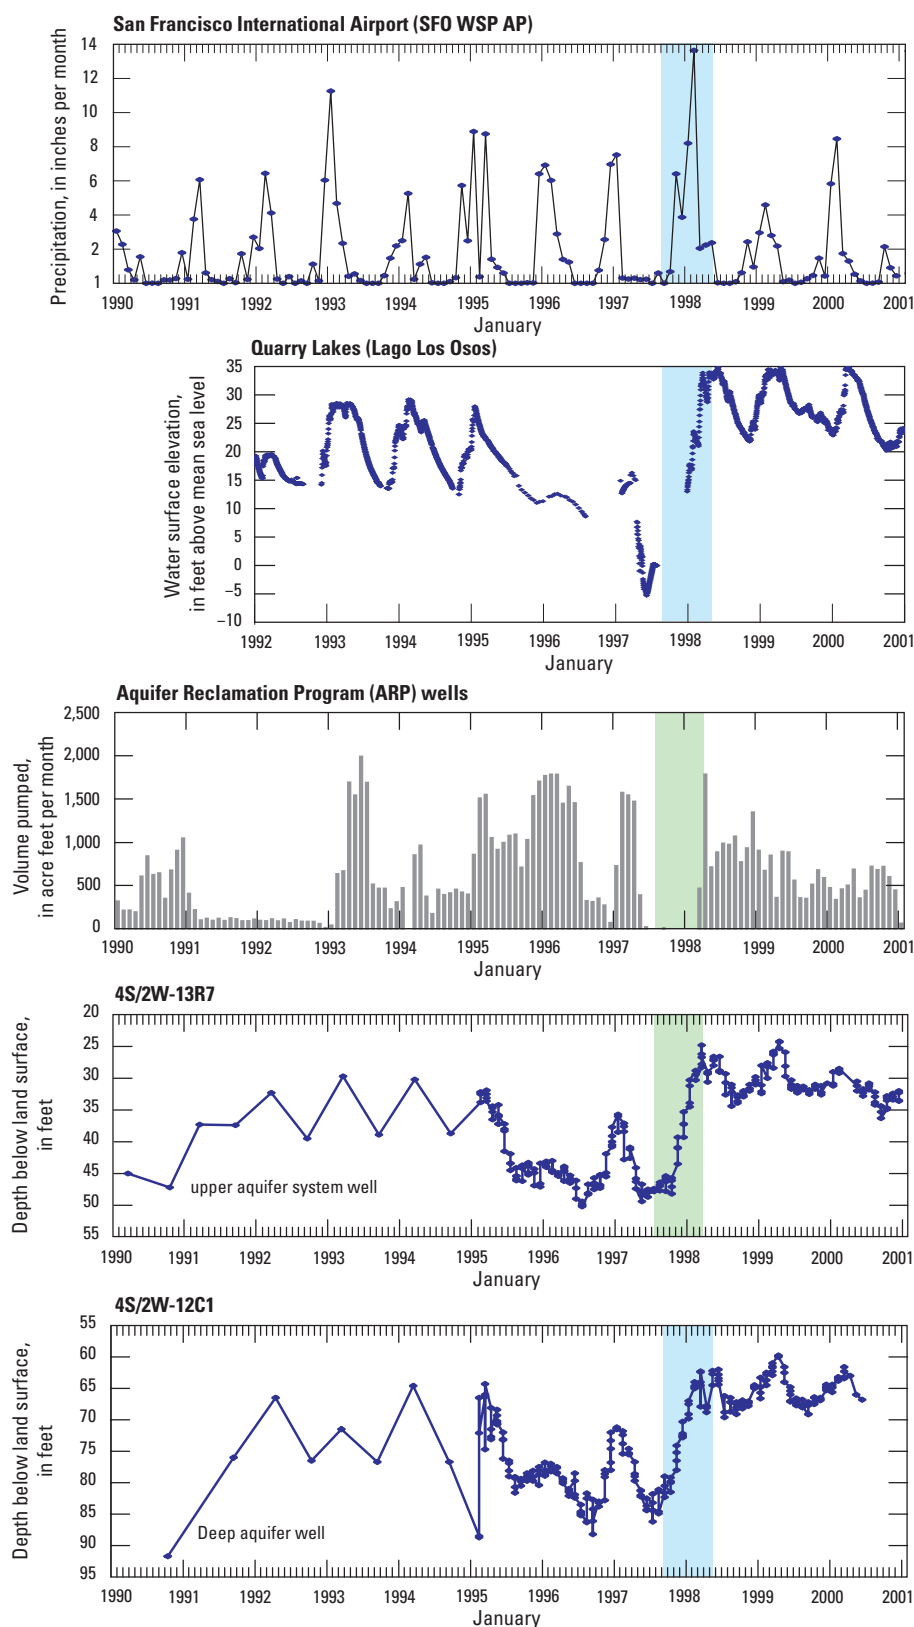 San Francisco International Airport (SFO WSP AP)
Precipitation, in inches per month
14
12
10
8
6
4
2
1
1990 1991 1992 1993 1994 1995 1996 1997 1998 1999 2000 2001
January
Quarry Lakes (Lago Los Osos)
Water surface elevation,
in feet above mean sea level
35
30
25
20
15
10
5
0
−5
−10
1992 1993 1994 1995 1996 1997 1998 1999 2000 2001
January
Aquifer Reclamation Program (ARP) wells
Volume pumped,
in acre feet per month
2,500
2,000
1,500
1,000
500
0
1990 1991 1992 1993 1994 1995 1996 1997 1998 1999 2000 2001
January
4S/2W-13R7
Depth below land surface,
in feet
20
25
30
35
40
45
50
55
upper aquifer system well
1990 1991 1992 1993 1994 1995 1996 1997 1998 1999 2000 2001
January
4S/2W-12C1
Depth below land surface,
in feet
55
60
65
70
75
80
85
90
95
Deep aquifer well
1990 1991 1992 1993 1994 1995 1996 1997 1998 1999 2000 2001
January